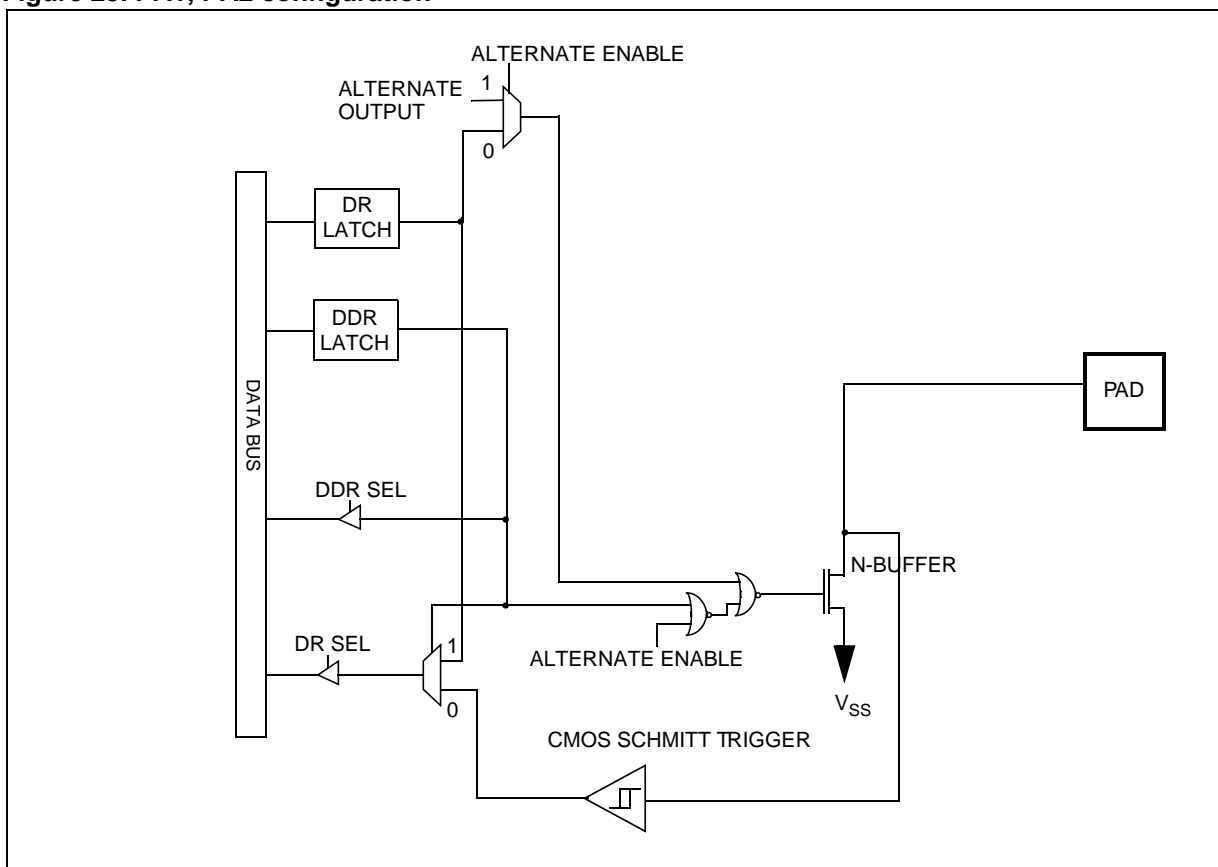 ALTERNATE ENABLE
ALTERNATE
OUTPUT
1
0
DR
LATCH
DDR
LATCH
DATA BUS
PAD
DDR SEL
N-BUFFER
DR SEL
1
0
ALTERNATE ENABLE
VSS
CMOS SCHMITT TRIGGER